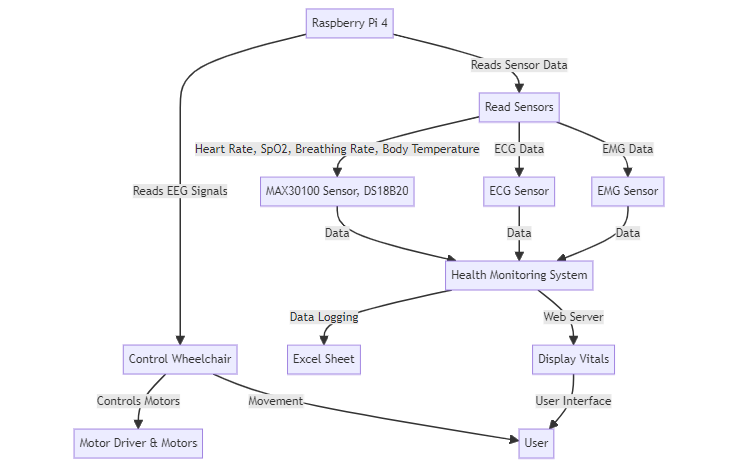 Raspberry Pi 4
Reads Sensor Data
Read Sensors
Heart Rate, SpO2, Breathing Rate, Body Temperature
ECG Data
EMG Data
Reads EEG Signals
MAX30100 Sensor, DS18B20
ECG Sensor
EMG Sensor
Data
Data
Data
Health Monitoring System
Data Logging
Web Server
Control Wheelchair
Excel Sheet
Display Vitals
Controls Motors
Movement
User Interface
Motor Driver & Motors
User